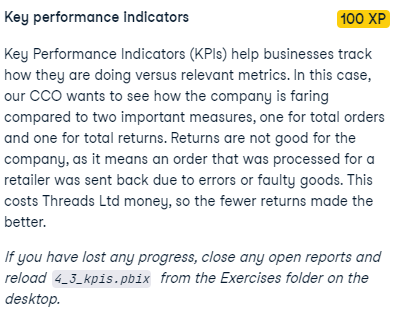 Key performance indicators
100 XP
Key Performance Indicators (KPIs) help businesses track
how they are doing versus relevant metrics. In this case,
our CCO wants to see how the company is faring
compared to two important measures, one for total orders
and one for total returns. Returns are not good for the
company, as it means an order that was processed for a
retailer was sent back due to errors or faulty goods. This
costs Threads Ltd money, so the fewer returns made the
better.
If you have lost any progress, close any open reports and
reload 4_3_kpis.pbix from the Exercises folder on the
desktop.